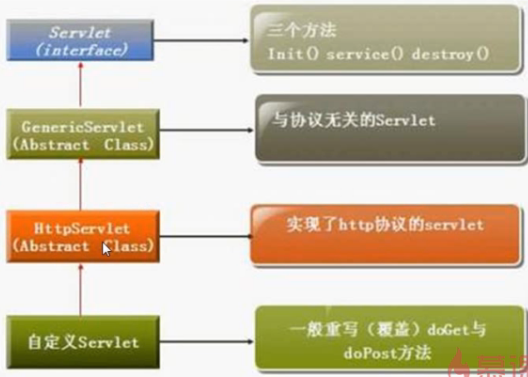 Servlet
(interface)
三个方法
Init() service() destroy()
GenericServlet
(Abstract Class)
与协议无关的Servlet
HttpServlet
(Abstract Class)
实现了http协议的servlet
自定义Servlet
一般重写（覆盖）doGet与
doPost方法